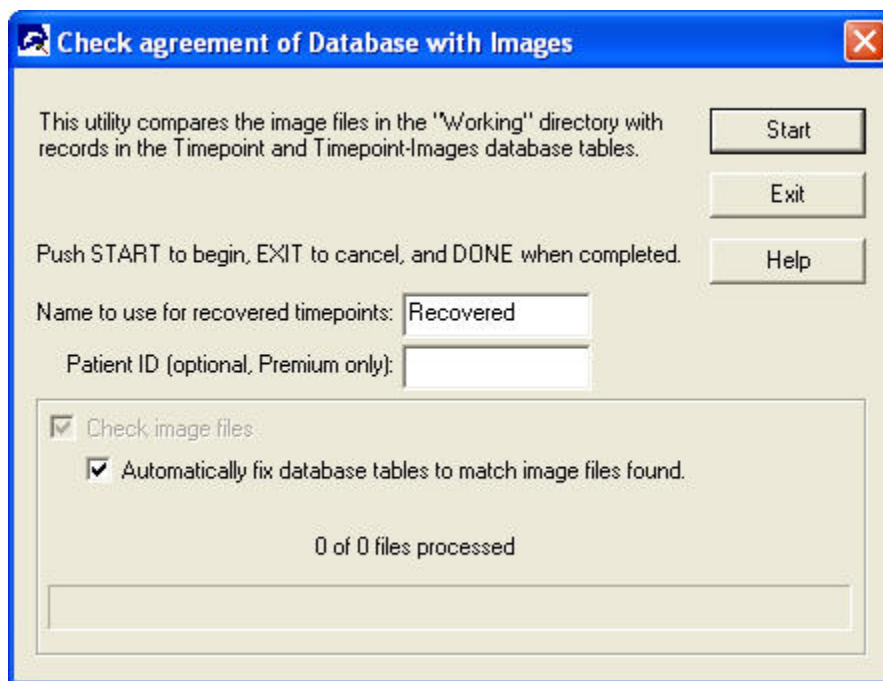 Check agreement of Database with Images
This utility compares the image files in the "Working" directory with
records in the Timepoint and Timepoint-Images database tables.
Start
Exit
Push START to begin, EXIT to cancel, and DONE when completed.
Help
Name to use for recovered timepoints: Recovered
Patient ID (optional, Premium only):
Check image files
Automatically fix database tables to match image files found.
0 of 0 files processed